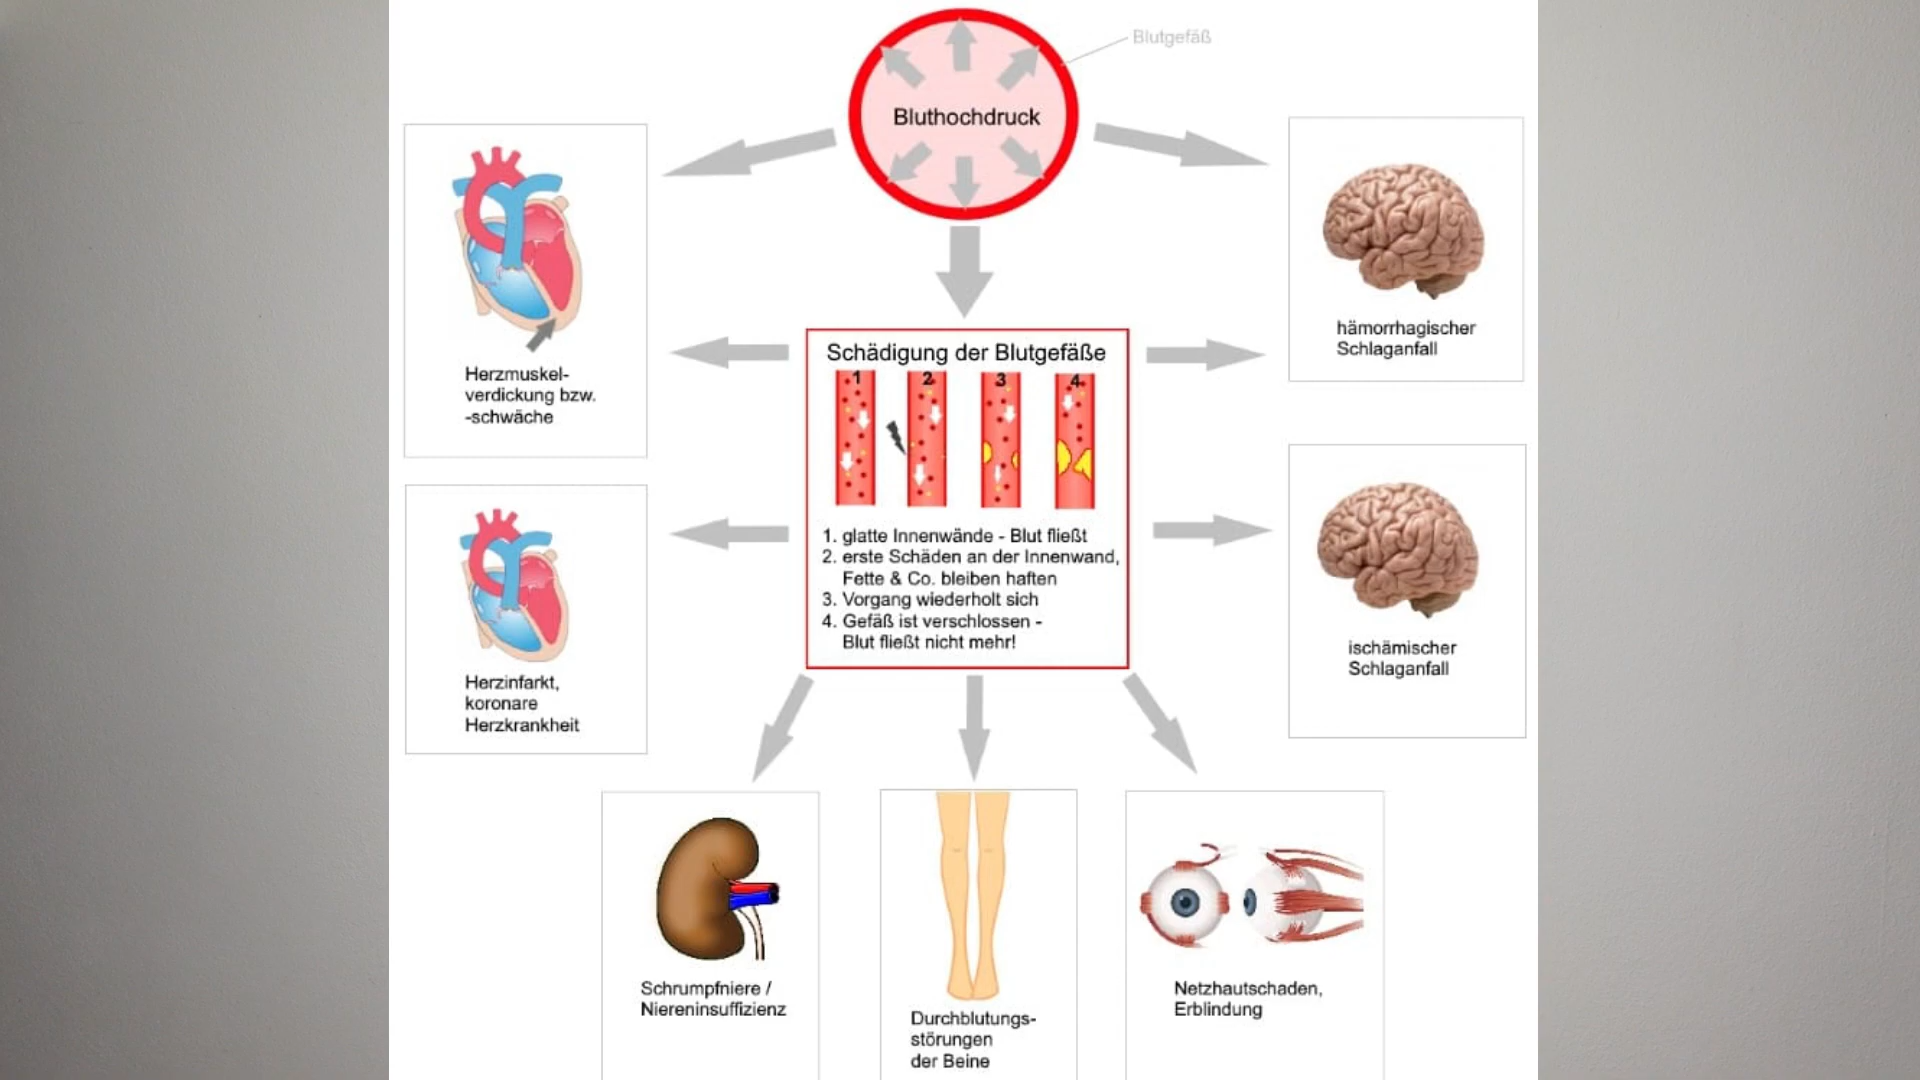 Blutgefäß
Bluthochdruck
Herzmuskel-
verdickung bzw.
-schwäche
hämorrhagischer
Schlaganfall
Schädigung der Blutgefäße
1 2 3 4
1. glatte Innenwände - Blut fließt
2. erste Schäden an der Innenwand,
Fette & Co. bleiben haften
3. Vorgang wiederholt sich
4. Gefäß ist verschlossen -
Blut fließt nicht mehr!
Herzinfarkt,
koronare
Herzkrankheit
ischämischer
Schlaganfall
Schrumpfniere /
Niereninsuffizienz
Durchblutungs-
störungen
der Beine
Netzhautschaden,
Erblindung